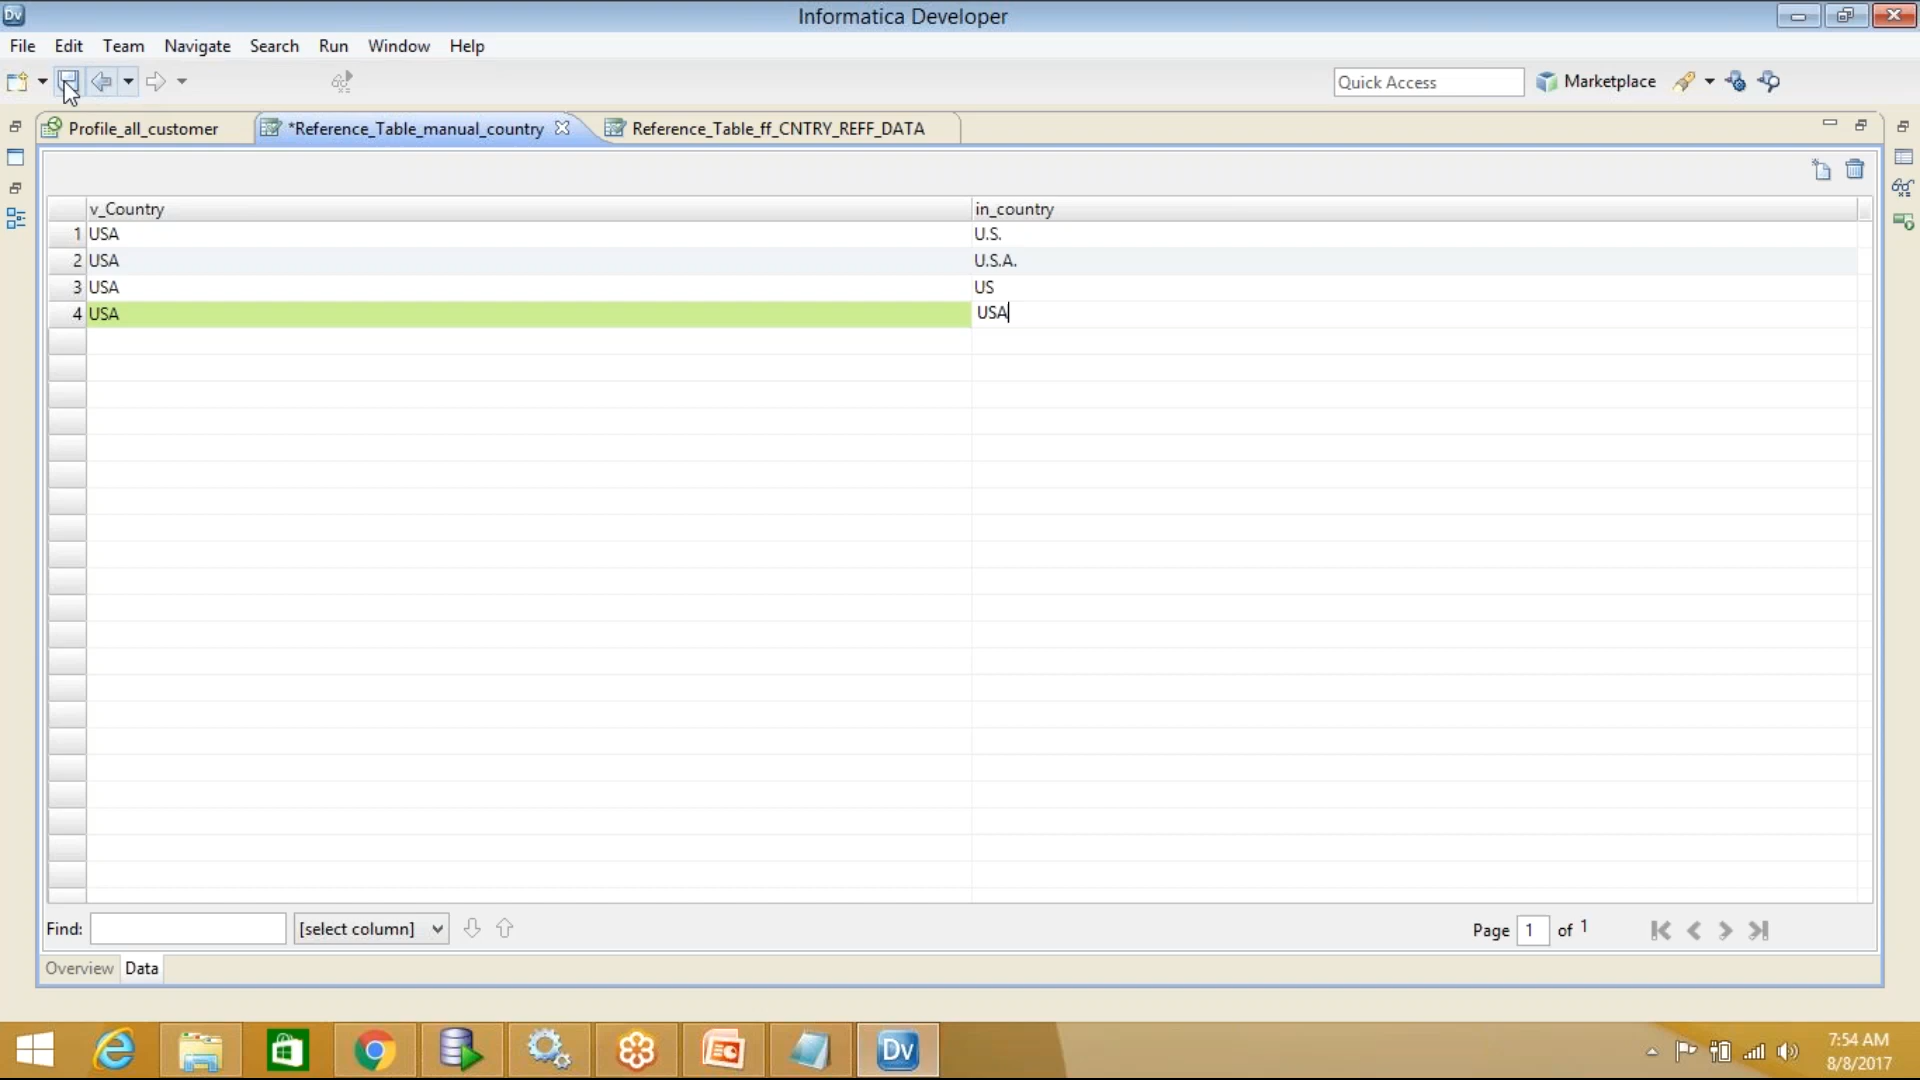 Dv Informatica Developer
File Edit Team Navigate Search Run Window Help
Quick Access Marketplace
Profile_all_customer *Reference_Table_manual_country Reference_Table_ff_CNTRY_REFF_DATA
v_Country in_country
1 USA U.S.
2 USA U.S.A.
3 USA US
4 USA USA
Find: [select column] Page 1 of 1
Overview Data
Dv
7:54 AM
8/8/2017